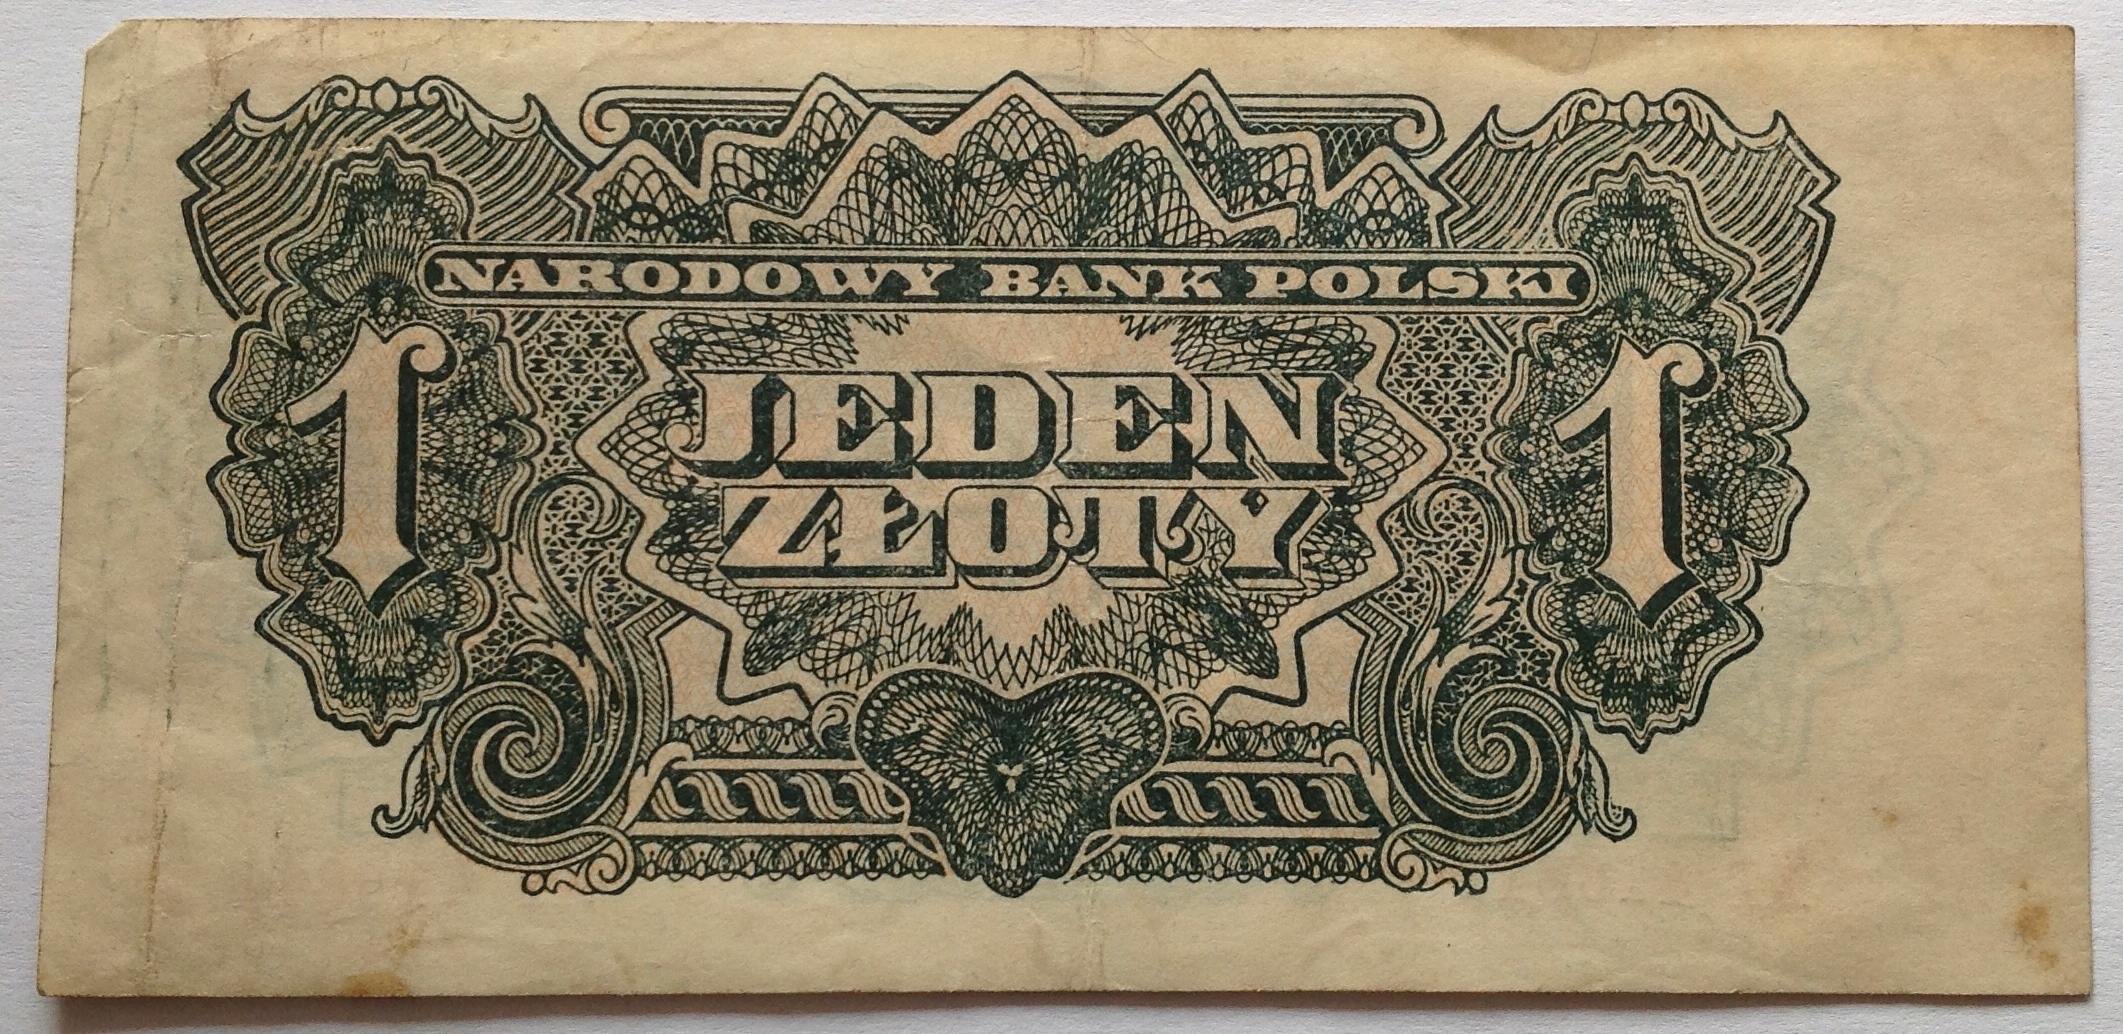 NARODOWY BANK POLSKI
1 1
JEDEN
ZŁOTY